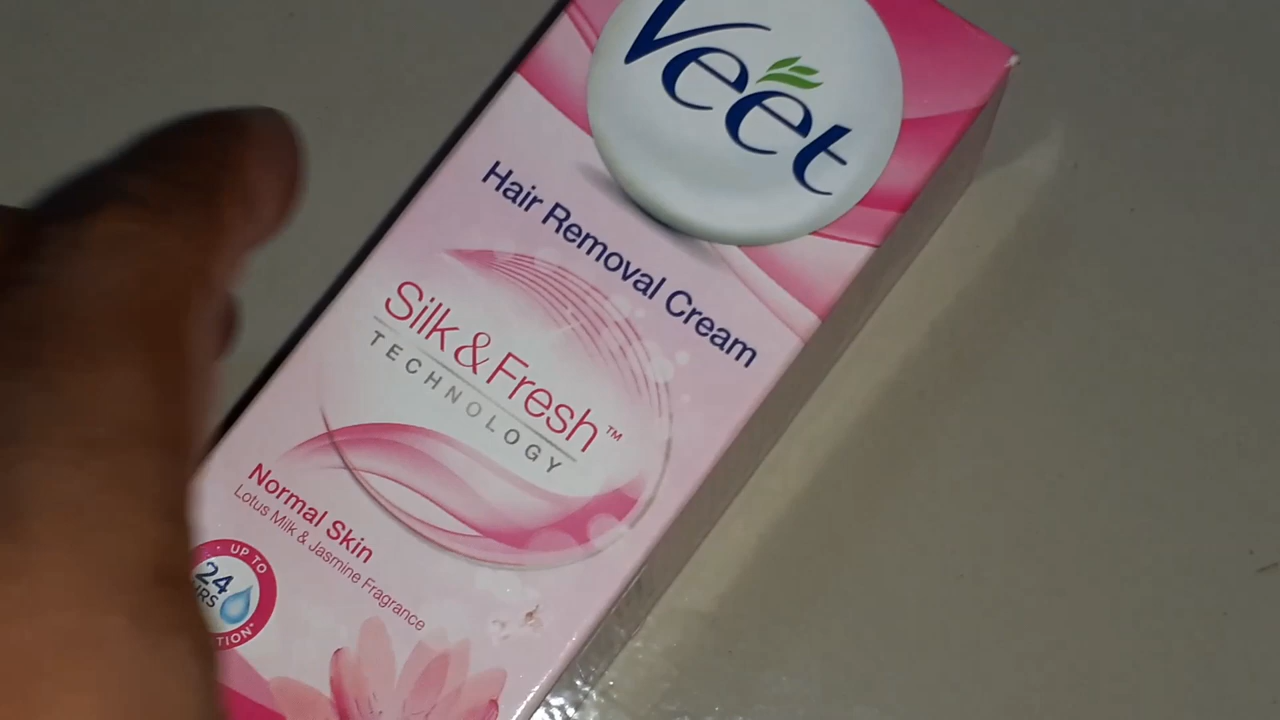 Veet
Hair Removal Cream
Silk & Fresh™
TECHNOLOGY
Normal Skin
Lotus Milk & Jasmine Fragrance
UP TO
24